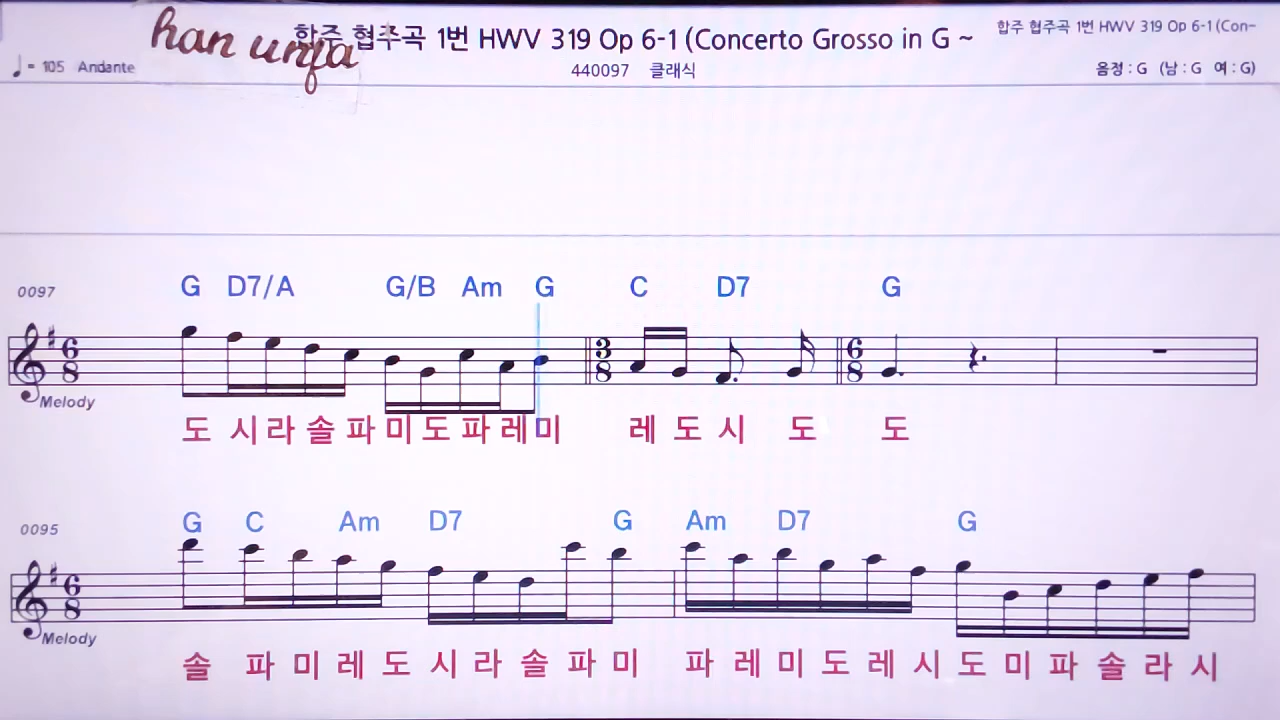 han unja
합주 협주곡 1번 HWV 319 Op 6-1 (Concerto Grosso in G ~
합주 협주곡 1번 HWV 319 Op 6-1 (Con~
♩= 105 Andante
440097 클래식
음정 : G (남 : G 여 : G)
0097 G D7/A G/B Am G C D7 G
6 8 3 8 6 8
Melody
도 시 라 솔 파 미 도 파 레 미 레 도 시 도 도
0095 G C Am D7 G Am D7 G
6 8
Melody
솔 파 미 레 도 시 라 솔 파 미 파 레 미 도 레 시 도 미 파 솔 라 시